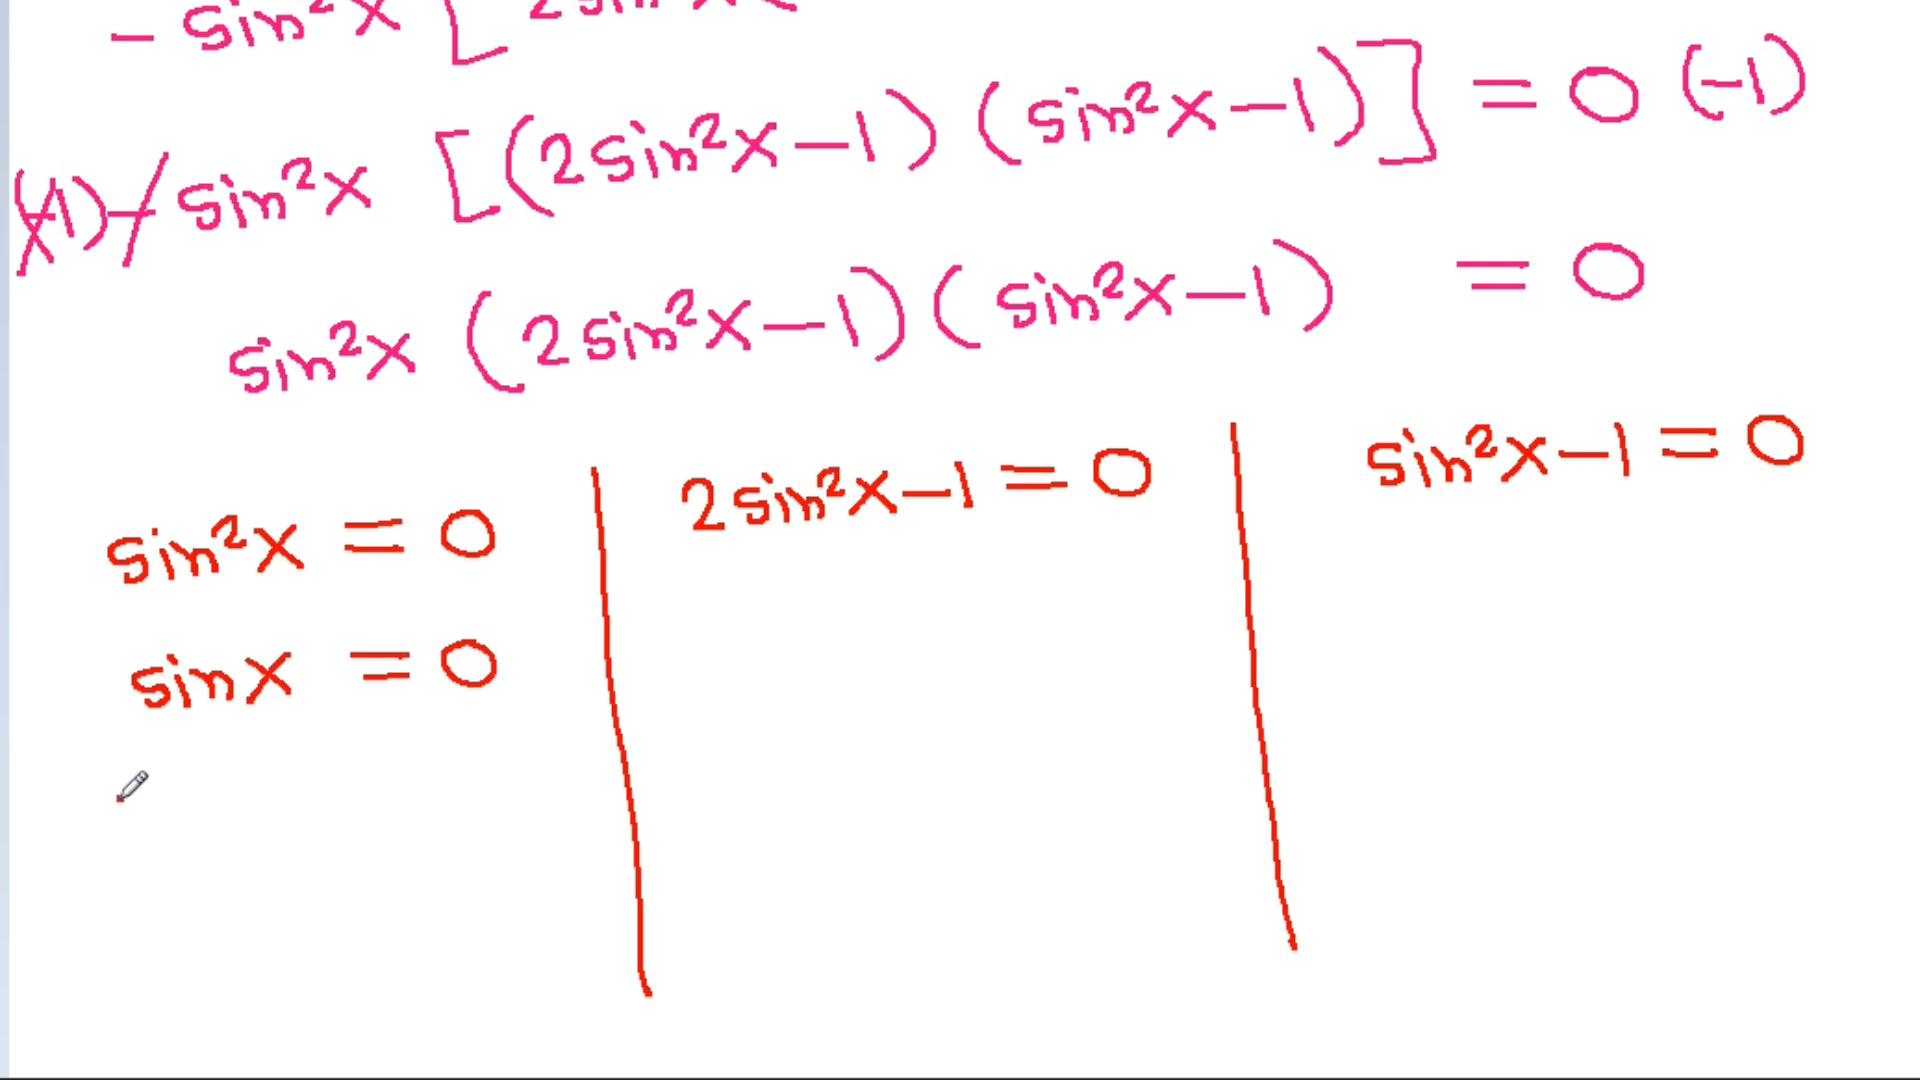 - sin²x [ 2sin
(-1) - sin²x [(2sin²x-1) (sin²x-1)] = 0 (-1)
sin²x (2sin²x-1)(sin²x-1) = 0
sin²x = 0 | 2sin²x-1 = 0 | sin²x-1 = 0
sinx = 0